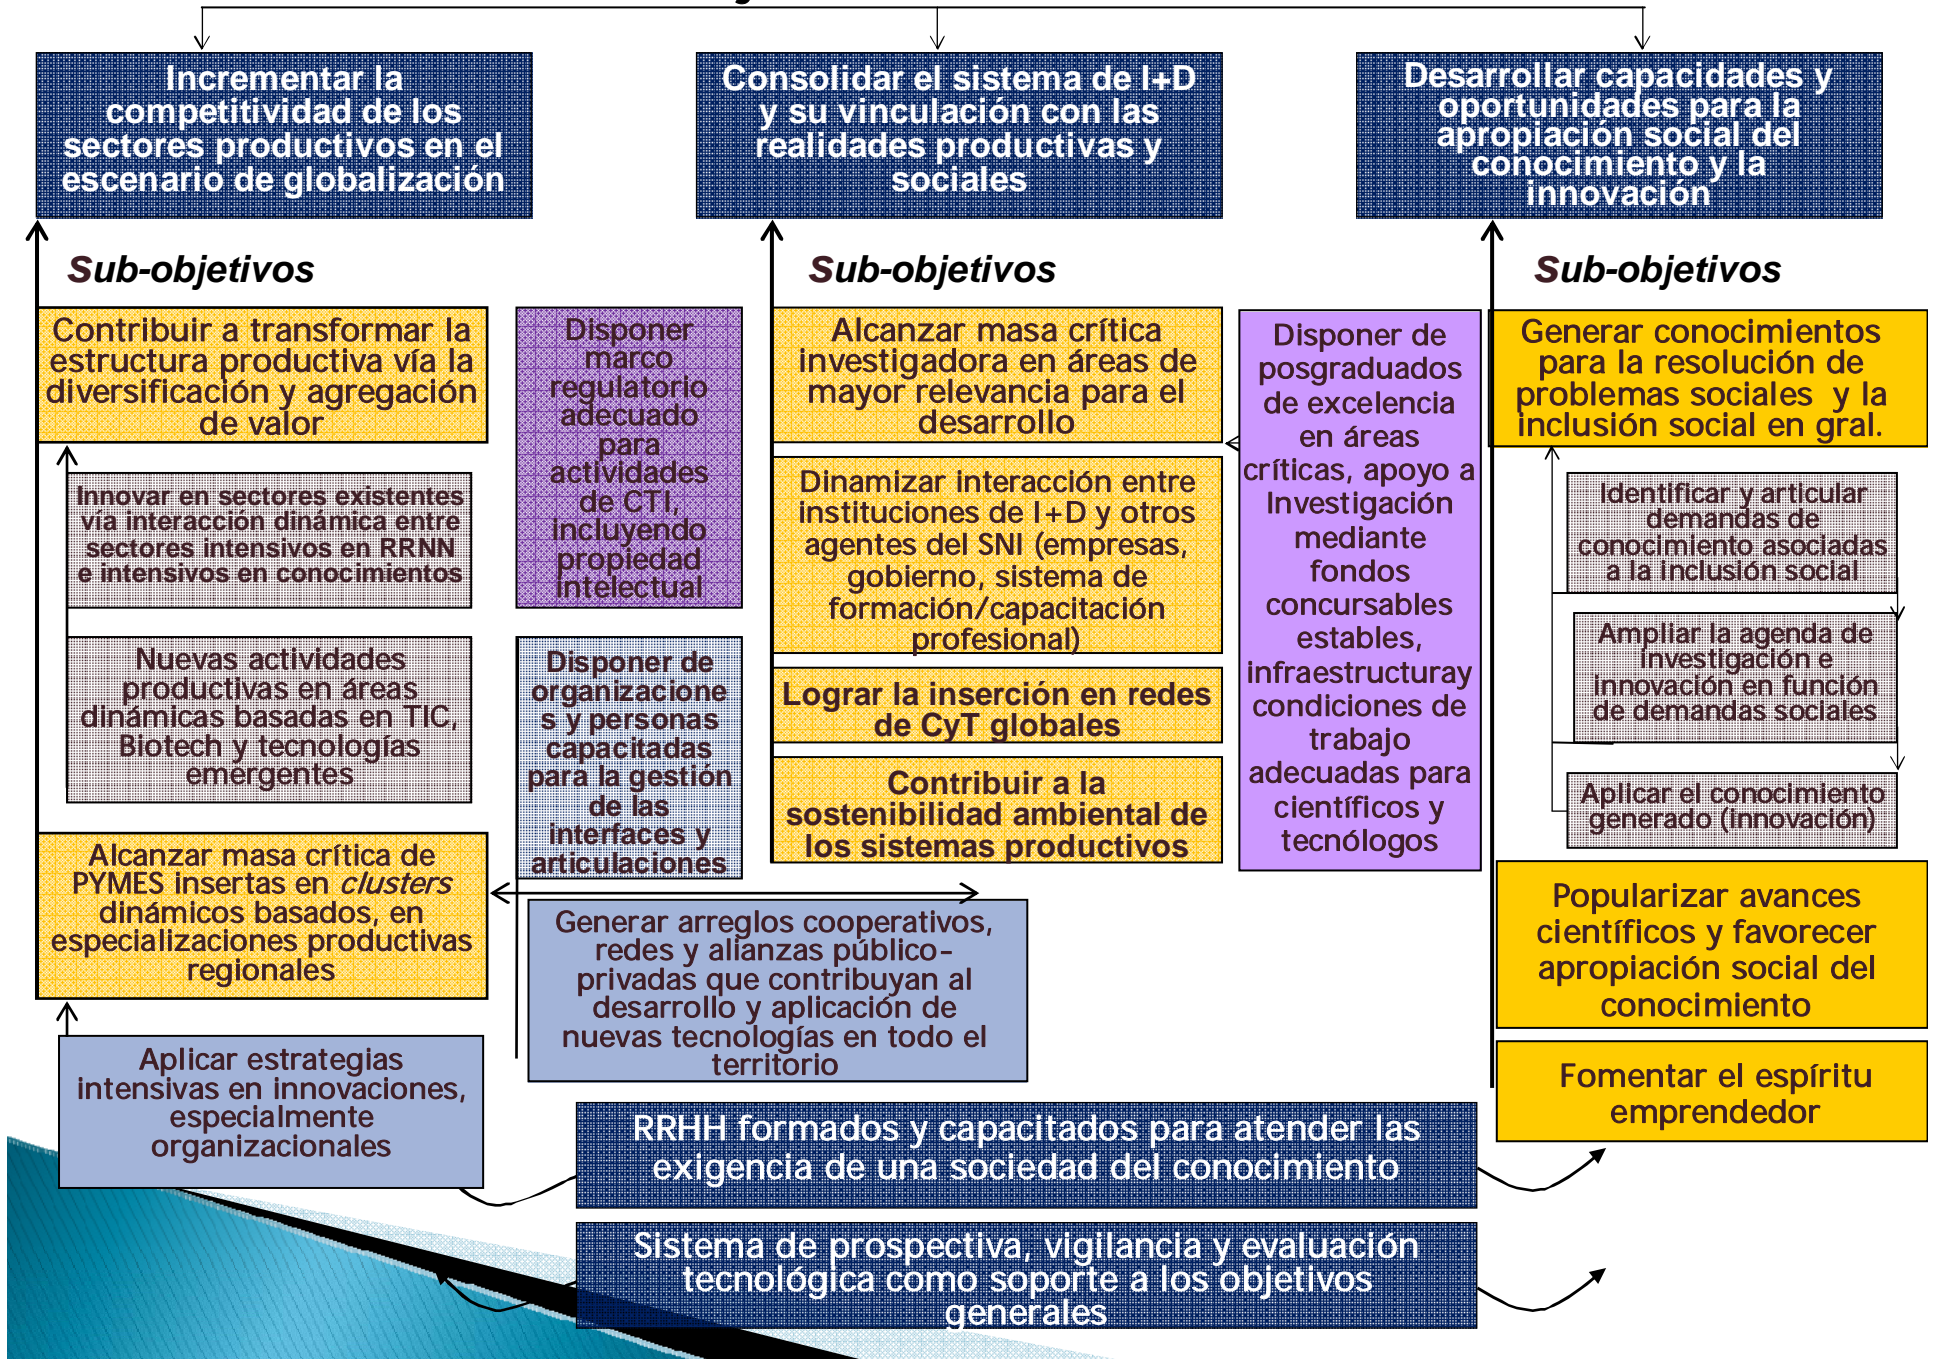 Incrementar la
competitividad de los
sectores productivos en el
escenario de globalización
Consolidar el sistema de I+D
y su vinculación con las
realidades productivas y
sociales
Desarrollar capacidades y
oportunidades para la
apropiación social del
conocimiento y la
innovación
Sub-objetivos
Contribuir a transformar la
estructura productiva vía la
diversificación y agregación
de valor
Innovar en sectores existentes
vía interacción dinámica entre
sectores intensivos en RRNN
e intensivos en conocimientos
Nuevas actividades
productivas en áreas
dinámicas basadas en TIC,
Biotech y tecnologías
emergentes
Alcanzar masa crítica de
PYMES insertas en clusters
dinámicos basados, en
especializaciones productivas
regionales
Aplicar estrategias
intensivas en innovaciones,
especialmente
organizacionales
Disponer
marco
regulatorio
adecuado
para
actividades
de CTI,
incluyendo
propiedad
intelectual
Disponer de
organizacione
s y personas
capacitadas
para la gestión
de las
interfaces y
articulaciones
Generar arreglos cooperativos,
redes y alianzas público-
privadas que contribuyan al
desarrollo y aplicación de
nuevas tecnologías en todo el
territorio
Sub-objetivos
Alcanzar masa crítica
investigadora en áreas de
mayor relevancia para el
desarrollo
Dinamizar interacción entre
instituciones de I+D y otros
agentes del SNI (empresas,
gobierno, sistema de
formación/capacitación
profesional)
Lograr la inserción en redes
de CyT globales
Contribuir a la
sostenibilidad ambiental de
los sistemas productivos
Disponer de
posgraduados
de excelencia
en áreas
críticas, apoyo a
Investigación
mediante
fondos
concursables
estables,
infraestructuray
condiciones de
trabajo
adecuadas para
científicos y
tecnólogos
Sub-objetivos
Generar conocimientos
para la resolución de
problemas sociales y la
inclusión social en gral.
Identificar y articular
demandas de
conocimiento asociadas
a la inclusión social
Ampliar la agenda de
investigación e
innovación en función
de demandas sociales
Aplicar el conocimiento
generado (innovación)
Popularizar avances
científicos y favorecer
apropiación social del
conocimiento
Fomentar el espíritu
emprendedor
RRHH formados y capacitados para atender las
exigencia de una sociedad del conocimiento
Sistema de prospectiva, vigilancia y evaluación
tecnológica como soporte a los objetivos
generales